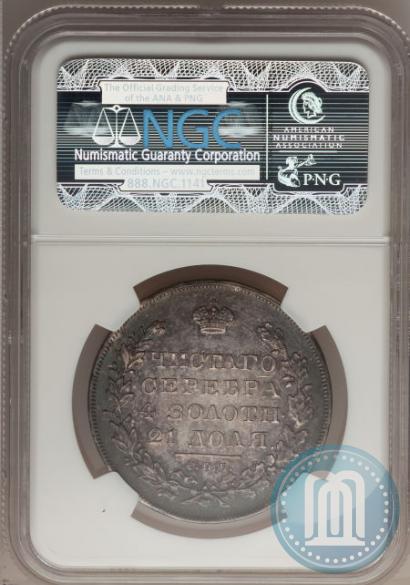 The Official Grading Service
of the ANA & PNG
NGC
Numismatic Guaranty Corporation
Terms & Conditions – www.ngcterms.com
888.NGC.1141
AMERICAN
NUMISMATIC
ASSOCIATION
P·N·G
ЧИСТАГО
СЕРЕБРА
4 ЗОЛОТН
21 ДОЛЯ.
С.П.Б.
M